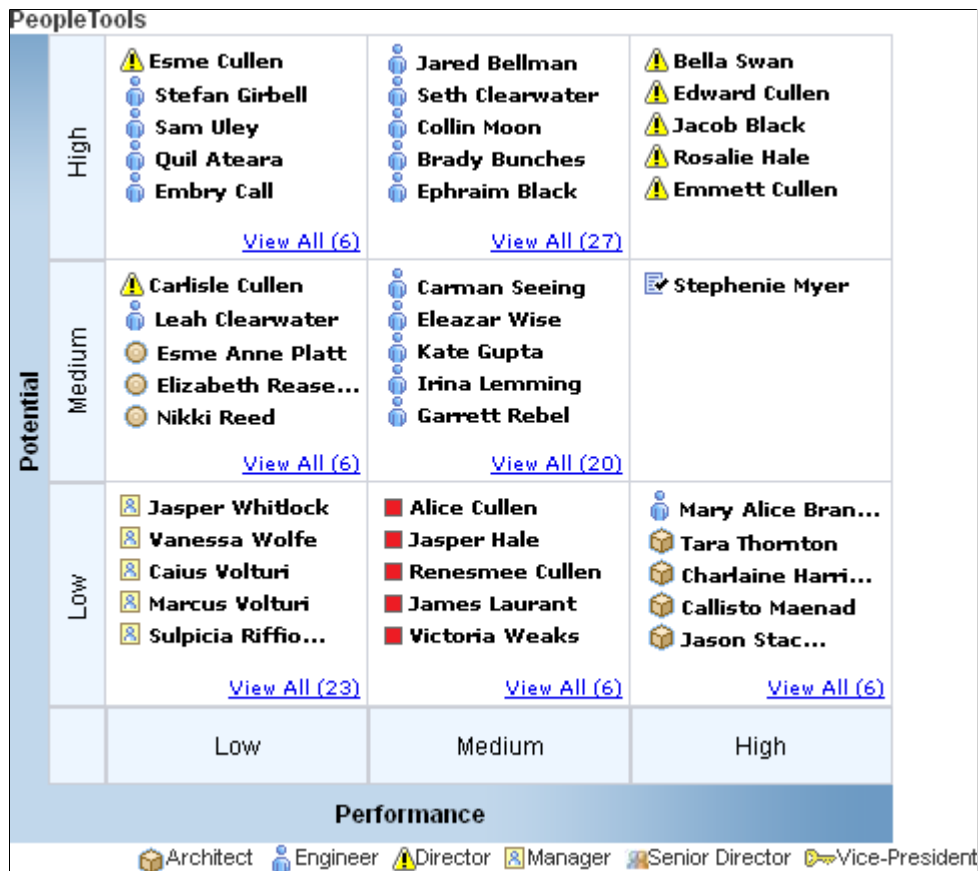 PeopleTools
Potential
High
Esme Cullen
Stefan Girbell
Sam Uley
Quil Ateara
Embry Call
View All (6)
Jared Bellman
Seth Clearwater
Collin Moon
Brady Bunches
Ephraim Black
View All (27)
Bella Swan
Edward Cullen
Jacob Black
Rosalie Hale
Emmett Cullen
Medium
Carlisle Cullen
Leah Clearwater
Esme Anne Platt
Elizabeth Rease...
Nikki Reed
View All (6)
Carman Seeing
Eleazar Wise
Kate Gupta
Irina Lemming
Garrett Rebel
View All (20)
Stephenie Myer
Low
Jasper Whitlock
Vanessa Wolfe
Caius Volturi
Marcus Volturi
Sulpicia Riffio...
View All (23)
Alice Cullen
Jasper Hale
Renesmee Cullen
James Laurant
Victoria Weaks
View All (6)
Mary Alice Bran...
Tara Thornton
Charlaine Harri...
Callisto Maenad
Jason Stac...
View All (6)
Low Medium High
Performance
Architect Engineer Director Manager Senior Director Vice-President